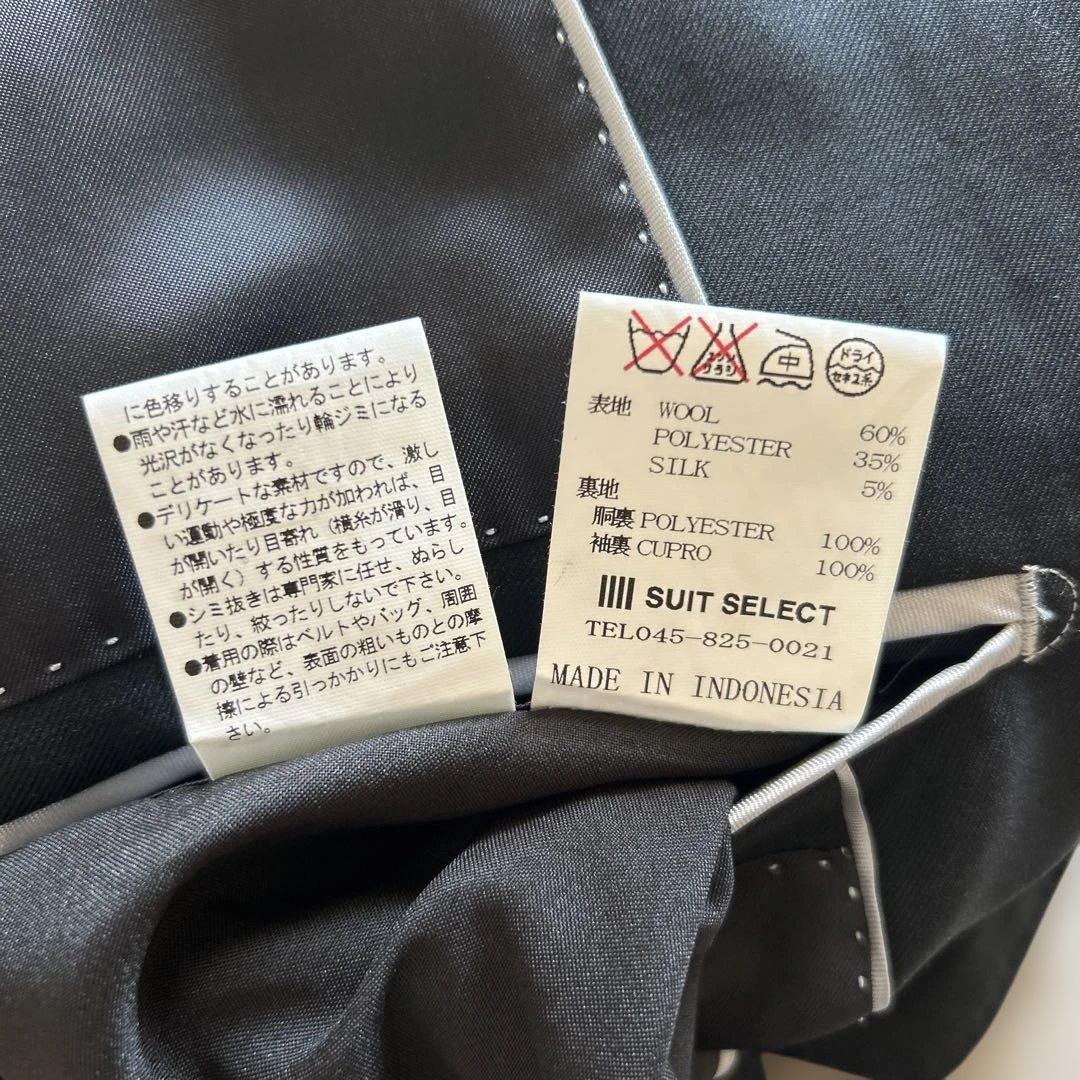 に色移りすることがあります。
●雨や汗など水に濡れることにより
光沢がなくなったり輪ジミになる
ことがあります。
●デリケートな素材ですので、激し
い運動や極度な力が加われば、目
が開いたり目寄れ（横糸が滑り、目
が開く）する性質をもっています。
●シミ抜きは専門家に任せ、ぬらし
たり、絞ったりしないで下さい。
●着用の際はベルトやバッグ、周囲
の壁など、表面の粗いものとの摩
擦による引っかかりにもご注意下
さい。
エンソ サラシ 中 ドライ セキユ系
表地 WOOL 60%
POLYESTER 35%
SILK 5%
裏地
胴裏 POLYESTER 100%
袖裏 CUPRO 100%
SUIT SELECT
TEL045-825-0021
MADE IN INDONESIA